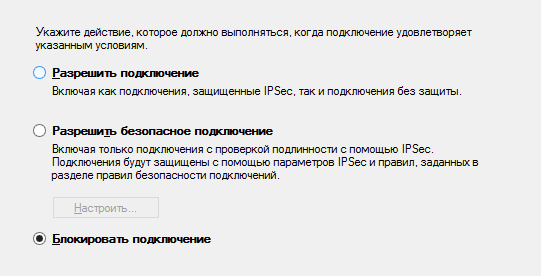 Укажите действие, которое должно выполняться, когда подключение удовлетворяет
указанным условиям.
Разрешить подключение
Включая как подключения, защищенные IPSec, так и подключения без защиты.
Разрешить безопасное подключение
Включая только подключения с проверкой подлинности с помощью IPSec.
Подключения будут защищены с помощью параметров IPSec и правил, заданных в
разделе правил безопасности подключений.
Настроить...
Блокировать подключение